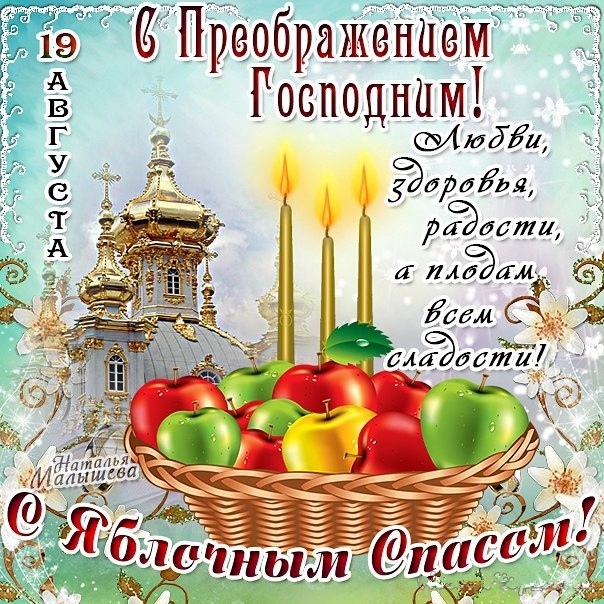 19 АВГУСТА
С Преображением
Господним!
Любви,
здоровья,
радости,
а плодам
всем
сладости!
Наталья
Малышева
С Яблочным Спасом!